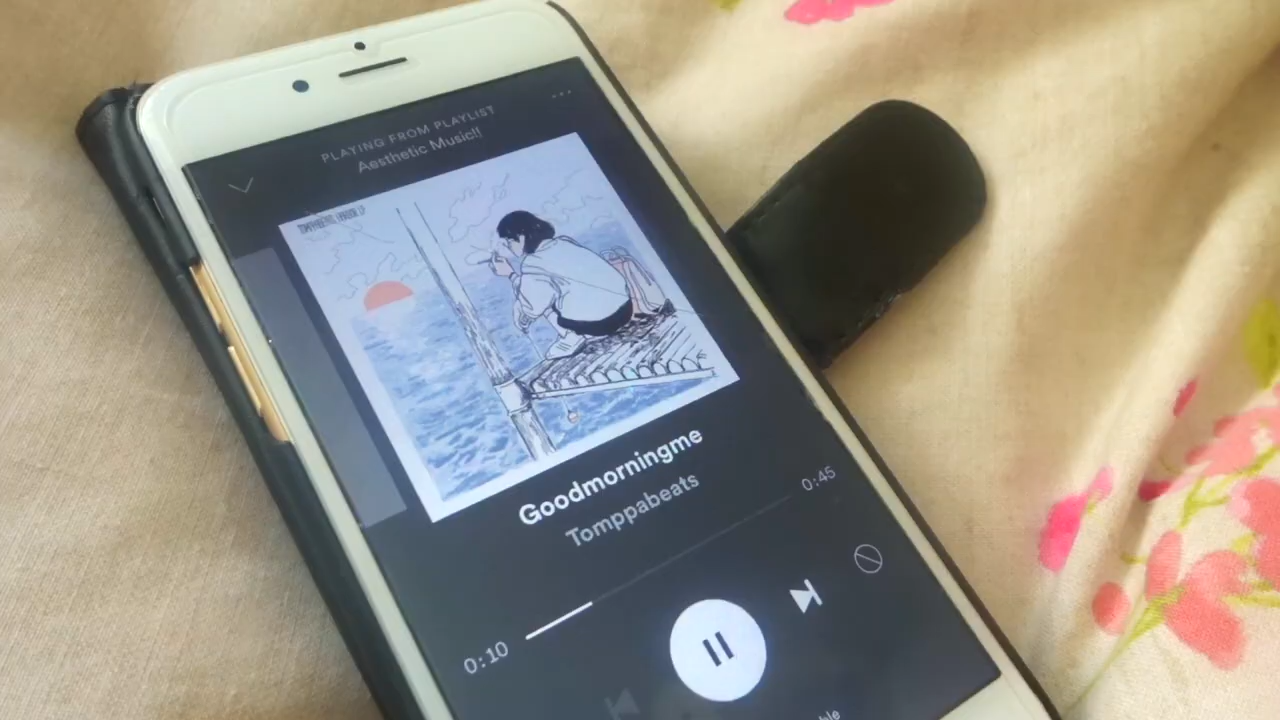 PLAYING FROM PLAYLIST
Aesthetic Music!!
Goodmorningme
Tomppabeats
0:45
0:10